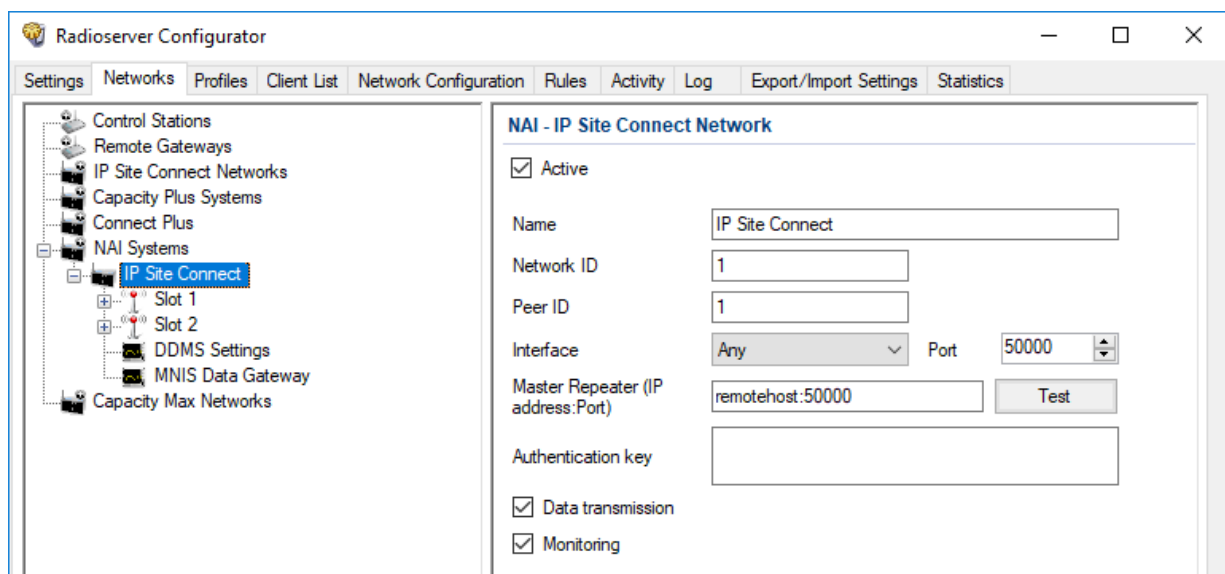 Radioserver Configurator
Settings Networks Profiles Client List Network Configuration Rules Activity Log Export/Import Settings Statistics
Control Stations
Remote Gateways
IP Site Connect Networks
Capacity Plus Systems
Connect Plus
NAI Systems
IP Site Connect
Slot 1
Slot 2
DDMS Settings
MNIS Data Gateway
Capacity Max Networks
NAI - IP Site Connect Network
Active
Name IP Site Connect
Network ID 1
Peer ID 1
Interface Any Port 50000
Master Repeater (IP
address:Port) remotehost:50000 Test
Authentication key
Data transmission
Monitoring